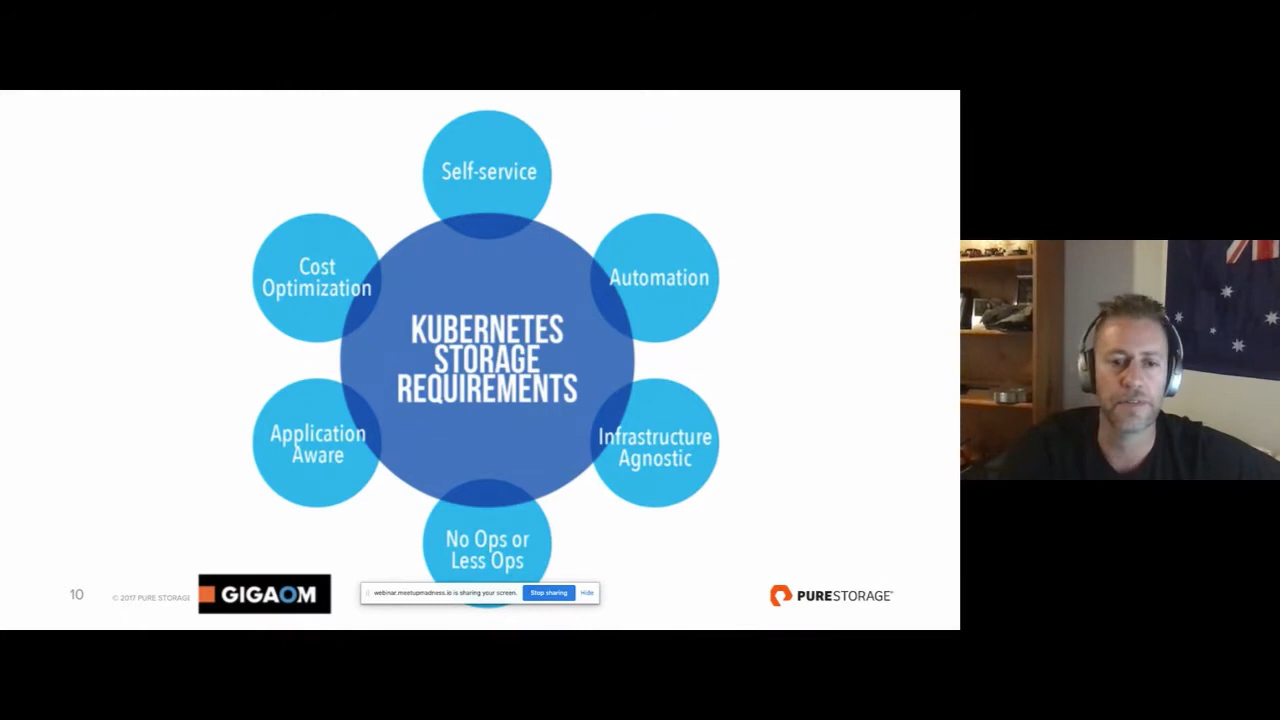 Self-service
Cost
Optimization
Automation
KUBERNETES
STORAGE
REQUIREMENTS
Application
Aware
Infrastructure
Agnostic
No Ops or
Less Ops
10
© 2017 PURE STORAGE
GIGAOM
webinar.meetupmadness.io is sharing your screen.
Stop sharing
Hide
PURESTORAGE